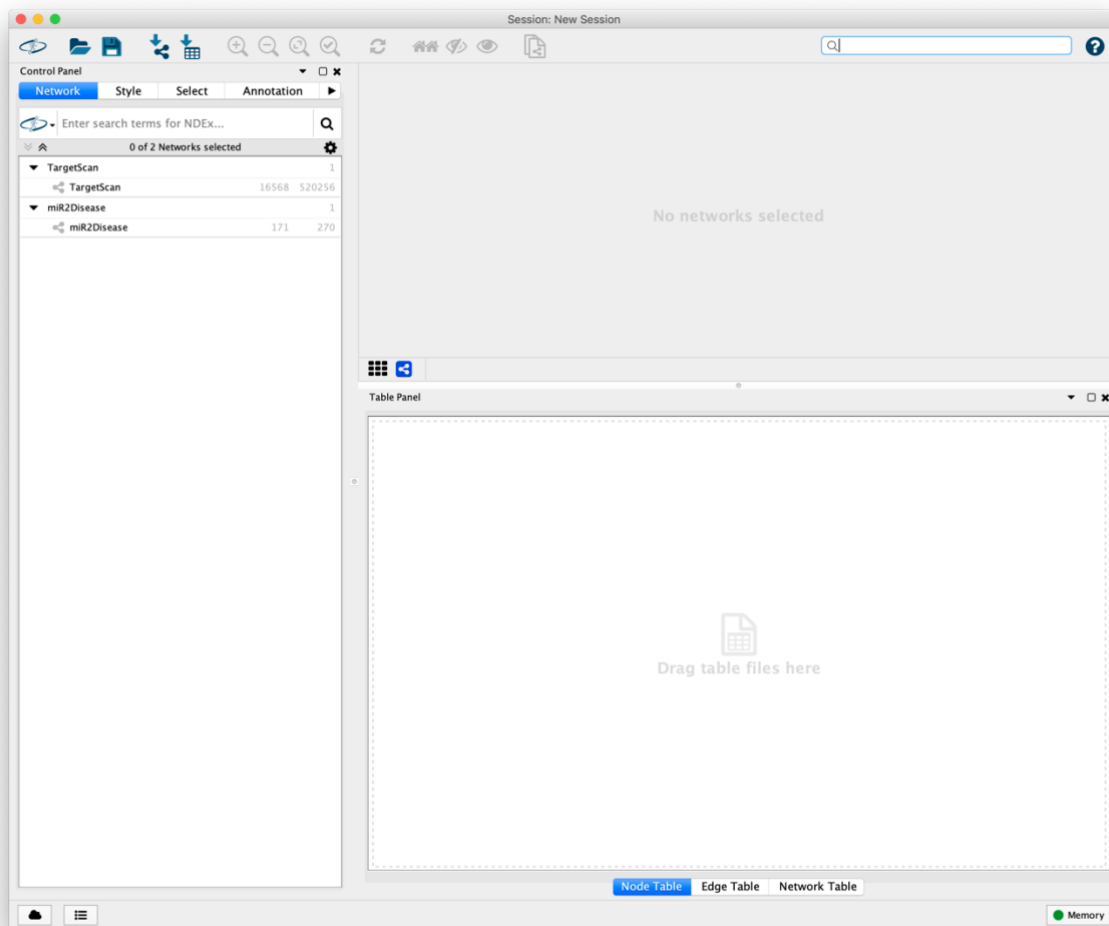 Session: New Session
Control Panel
Network Style Select Annotation
Enter search terms for NDEx...
0 of 2 Networks selected
TargetScan 1
TargetScan 16568 520256
miR2Disease 1
miR2Disease 171 270
No networks selected
Table Panel
Drag table files here
Node Table Edge Table Network Table
Memory